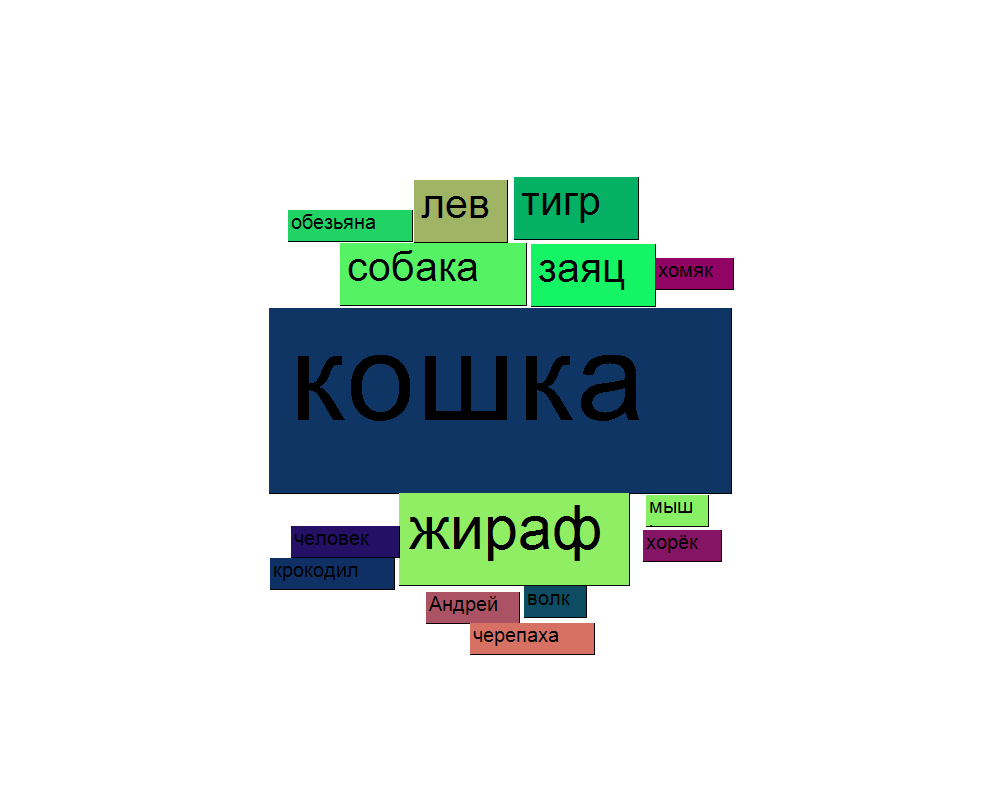 лев
тигр
обезьяна
собака
заяц
хомяк
кошка
жираф
мыш
человек
хорёк
крокодил
Андрей
волк
черепаха